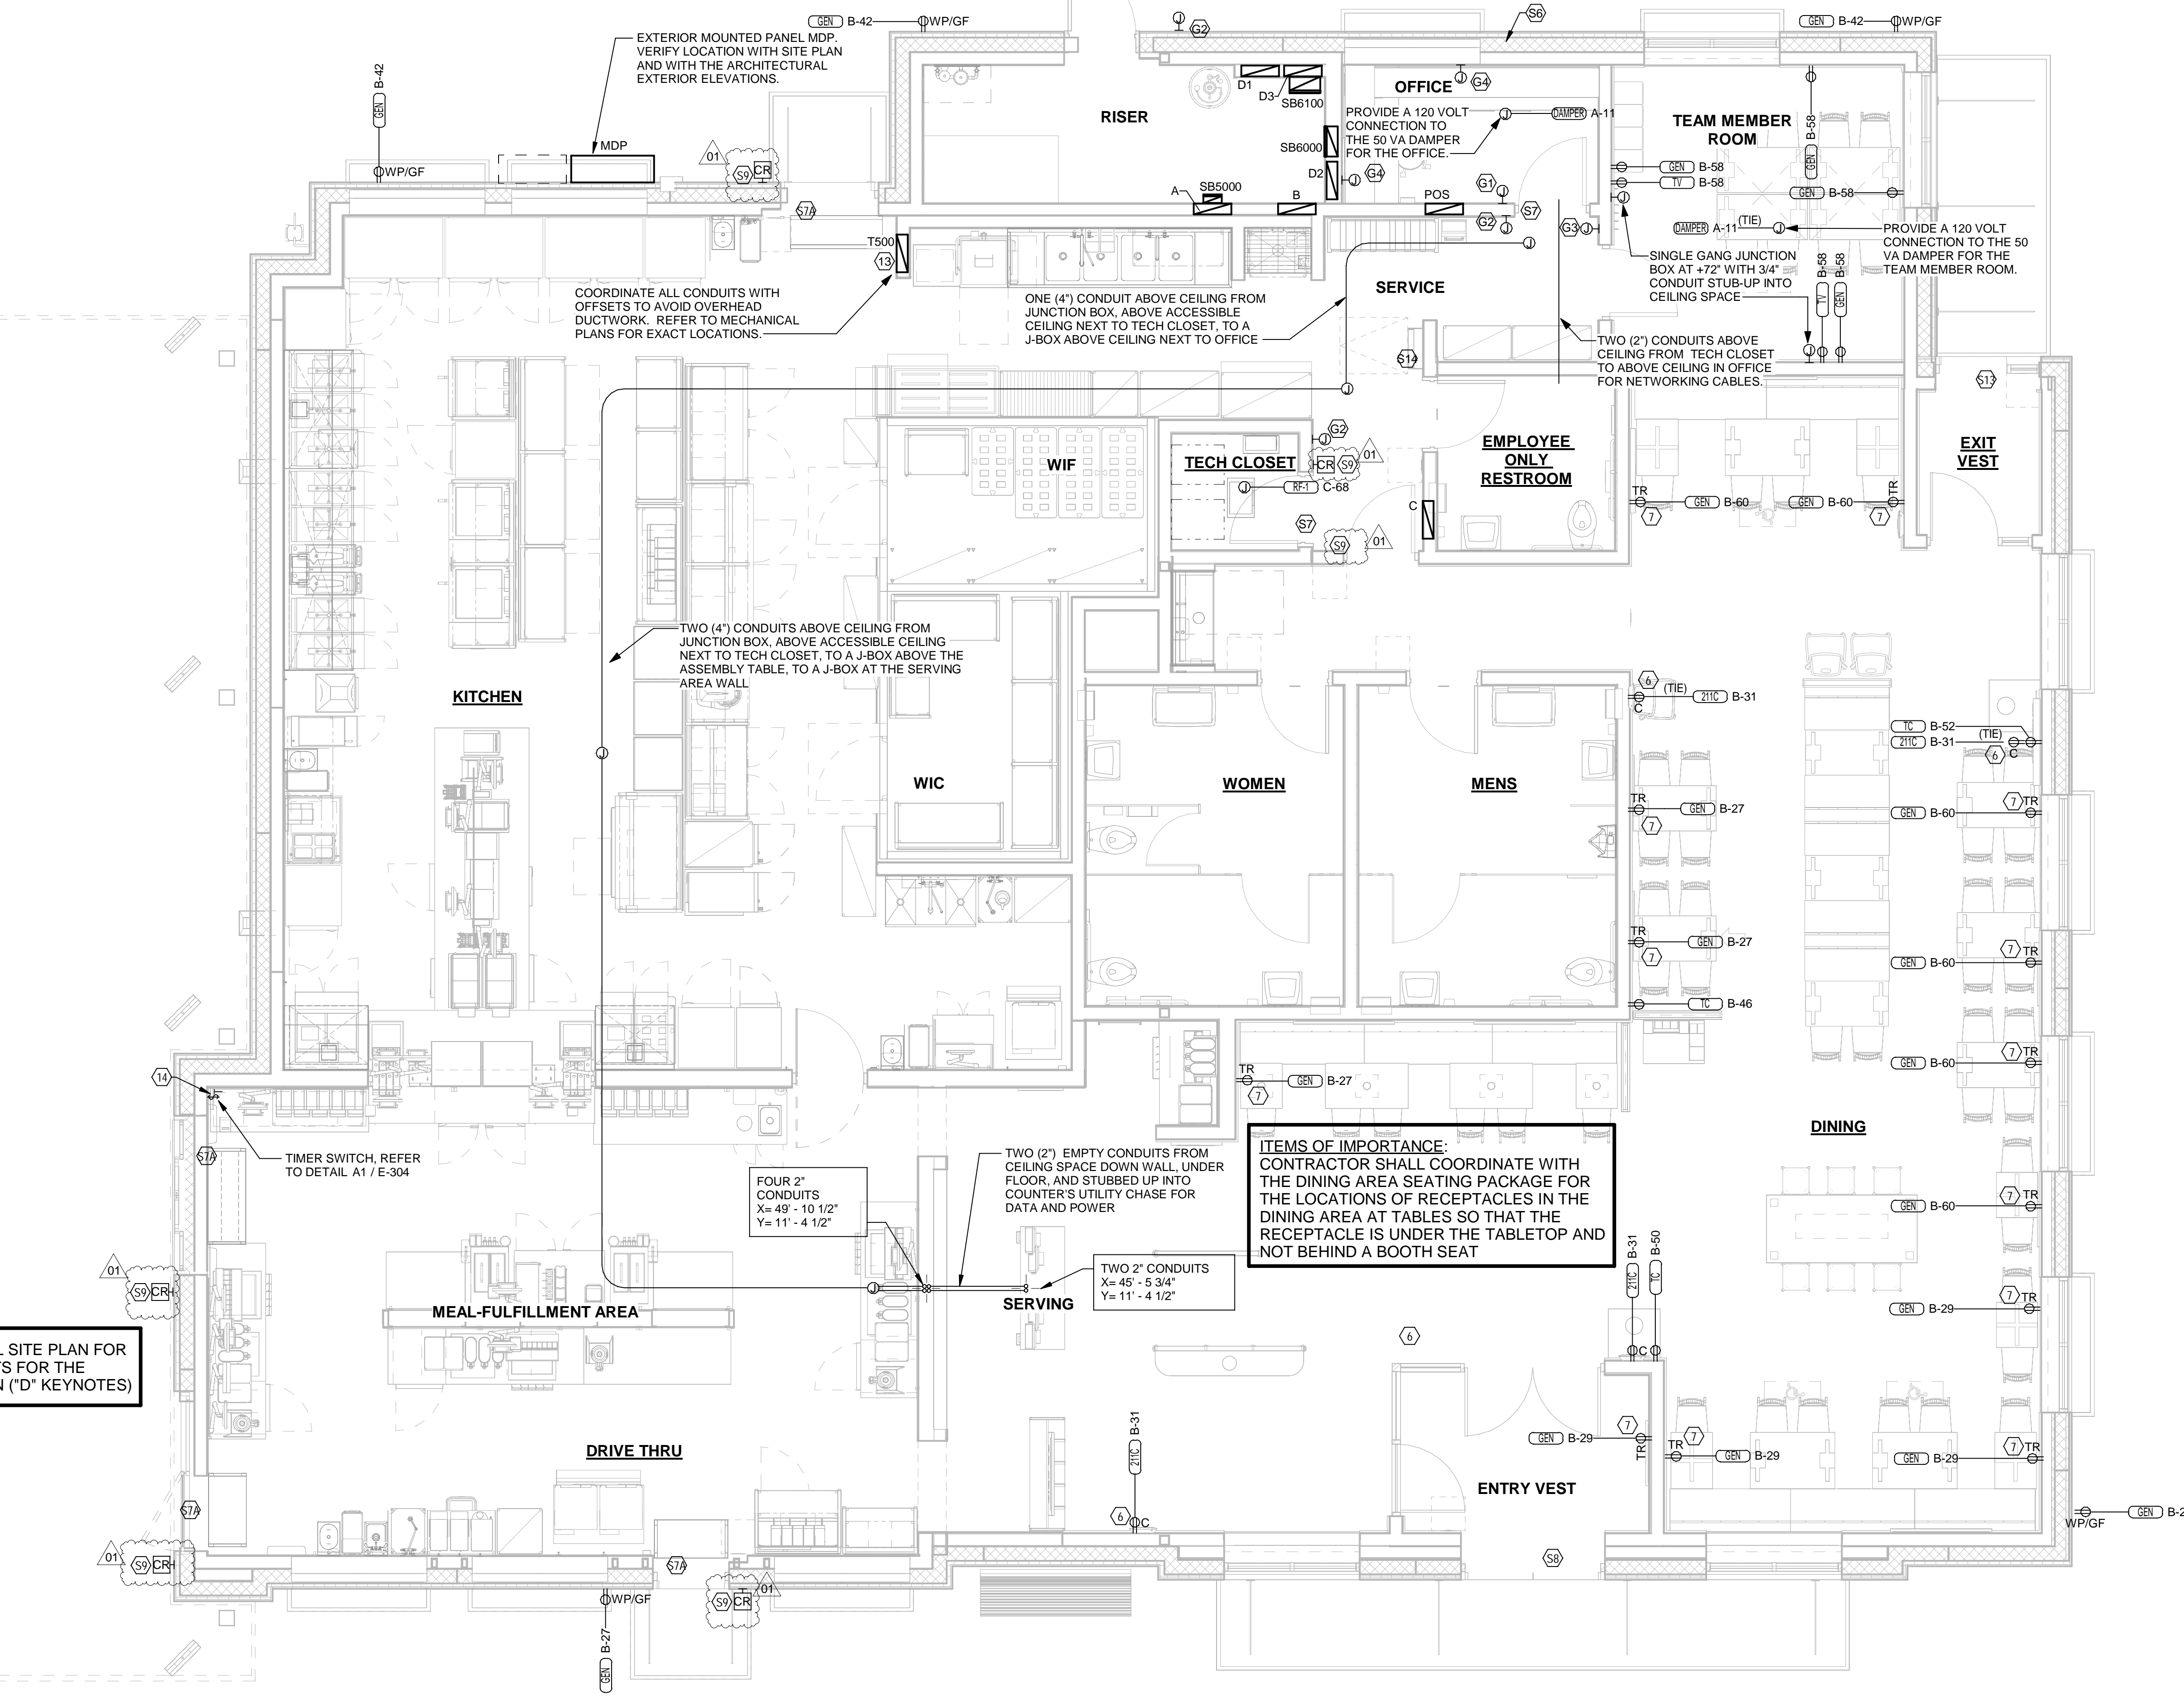 GEN B-42 WP/GF
EXTERIOR MOUNTED PANEL MDP.
VERIFY LOCATION WITH SITE PLAN
AND WITH THE ARCHITECTURAL
EXTERIOR ELEVATIONS.
J G2
S6
GEN B-42 WP/GF
GEN B-42
WP/GF
MDP
01
S9 CR
S7A
RISER
D1
D3
SB6100
SB6000
D2
J G4
A
SB5000
B
OFFICE
J G4
PROVIDE A 120 VOLT
CONNECTION TO
THE 50 VA DAMPER
FOR THE OFFICE.
J DAMPER A-11
POS
G1 J
G2 J
S7
G3 J
TEAM MEMBER
ROOM
GEN B-58
GEN B-58
TV B-58
J
GEN B-58
DAMPER A-11 (TIE) J
PROVIDE A 120 VOLT
CONNECTION TO THE 50
VA DAMPER FOR THE
TEAM MEMBER ROOM.
SINGLE GANG JUNCTION
BOX AT +72" WITH 3/4"
CONDUIT STUB-UP INTO
CEILING SPACE
TV B-58
GEN B-58
J
T500
13
COORDINATE ALL CONDUITS WITH
OFFSETS TO AVOID OVERHEAD
DUCTWORK. REFER TO MECHANICAL
PLANS FOR EXACT LOCATIONS.
ONE (4") CONDUIT ABOVE CEILING FROM
JUNCTION BOX, ABOVE ACCESSIBLE
CEILING NEXT TO TECH CLOSET, TO A
J-BOX ABOVE CEILING NEXT TO OFFICE
J
SERVICE
S14
TWO (2") CONDUITS ABOVE
CEILING FROM TECH CLOSET
TO ABOVE CEILING IN OFFICE
FOR NETWORKING CABLES.
S13
J
WIF
TECH CLOSET
J G2
CR S9
01
J RF-1 C-68
S7
S9
01
C
EMPLOYEE
ONLY
RESTROOM
EXIT
VEST
TR
GEN B-60
7
GEN B-60
TR
7
TWO (4") CONDUITS ABOVE CEILING FROM
JUNCTION BOX, ABOVE ACCESSIBLE CEILING
NEXT TO TECH CLOSET, TO A J-BOX ABOVE THE
ASSEMBLY TABLE, TO A J-BOX AT THE SERVING
AREA WALL
KITCHEN
J
WIC
WOMEN
MENS
6
(TIE) 211C B-31
C
TC B-52
211C B-31 (TIE)
6 C
TR
GEN B-27
7
GEN B-60
7 TR
TR
GEN B-27
7
GEN B-60
7 TR
TC B-46
GEN B-60
7 TR
14
TR
GEN B-27
7
S7A
TIMER SWITCH, REFER
TO DETAIL A1 / E-304
DINING
ITEMS OF IMPORTANCE:
CONTRACTOR SHALL COORDINATE WITH
THE DINING AREA SEATING PACKAGE FOR
THE LOCATIONS OF RECEPTACLES IN THE
DINING AREA AT TABLES SO THAT THE
RECEPTACLE IS UNDER THE TABLETOP AND
NOT BEHIND A BOOTH SEAT
TWO (2") EMPTY CONDUITS FROM
CEILING SPACE DOWN WALL, UNDER
FLOOR, AND STUBBED UP INTO
COUNTER'S UTILITY CHASE FOR
DATA AND POWER
FOUR 2"
CONDUITS
X= 49' - 10 1/2"
Y= 11' - 4 1/2"
TWO 2" CONDUITS
X= 45' - 5 3/4"
Y= 11' - 4 1/2"
GEN B-60
7 TR
211C B-31
TC B-50
C
01
S9 CR
J
SERVING
MEAL-FULFILLMENT AREA
6
GEN B-29
7 TR
L SITE PLAN FOR
TS FOR THE
N ("D" KEYNOTES)
DRIVE THRU
211C B-31
6 C
GEN B-29
7
TR
TR 7
GEN B-29
GEN B-29
7 TR
ENTRY VEST
S7A
WP/GF
GEN B-2
01
S9 CR
S7A
S8
WP/GF
GEN B-27
S9 CR
01